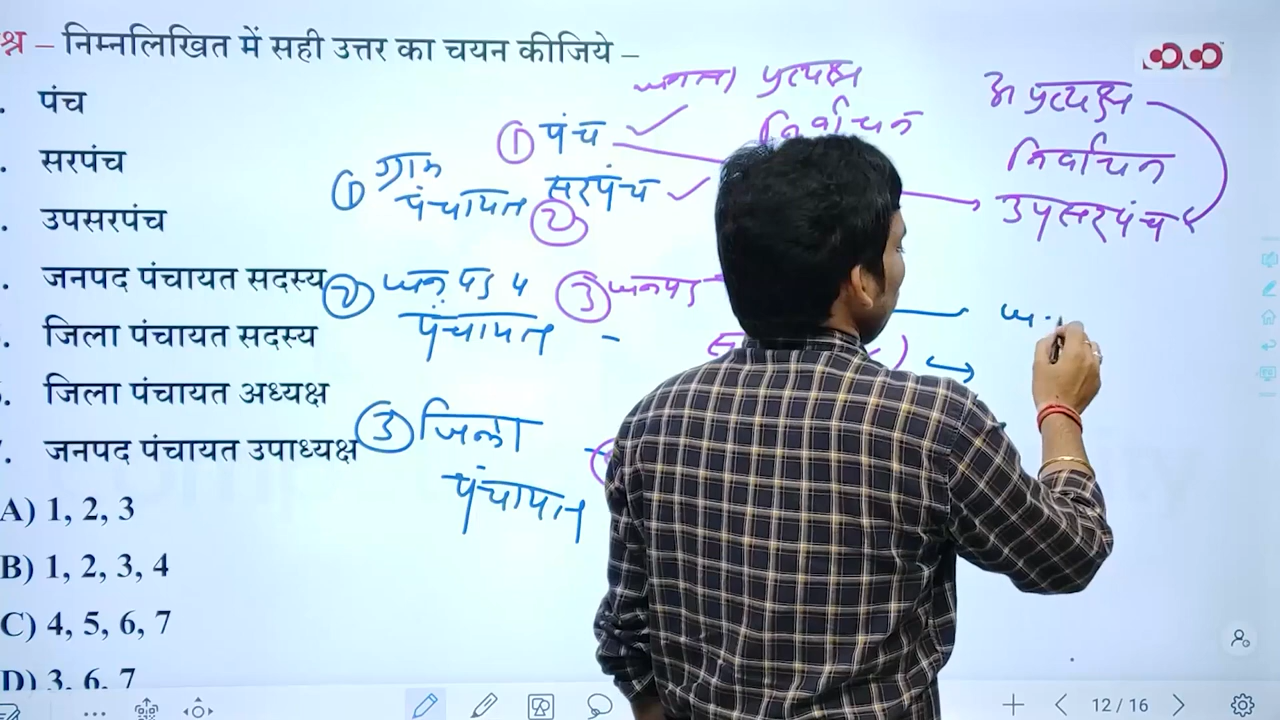 श्न – निम्नलिखित में सही उत्तर का चयन कीजिये –
. पंच
. सरपंच
. उपसरपंच
. जनपद पंचायत सदस्य
. जिला पंचायत सदस्य
. जिला पंचायत अध्यक्ष
. जनपद पंचायत उपाध्यक्ष
A) 1, 2, 3
B) 1, 2, 3, 4
C) 4, 5, 6, 7
D) 3, 6, 7
① ग्राम
पंचायत
① पंच
सरपंच
②
जनता प्रत्यक्ष
निर्वाचन
अप्रत्यक्ष
निर्वाचन
उपसरपंच
② जनपद
पंचायत
③ जनपद
③ जिला
पंचायत
12 / 16